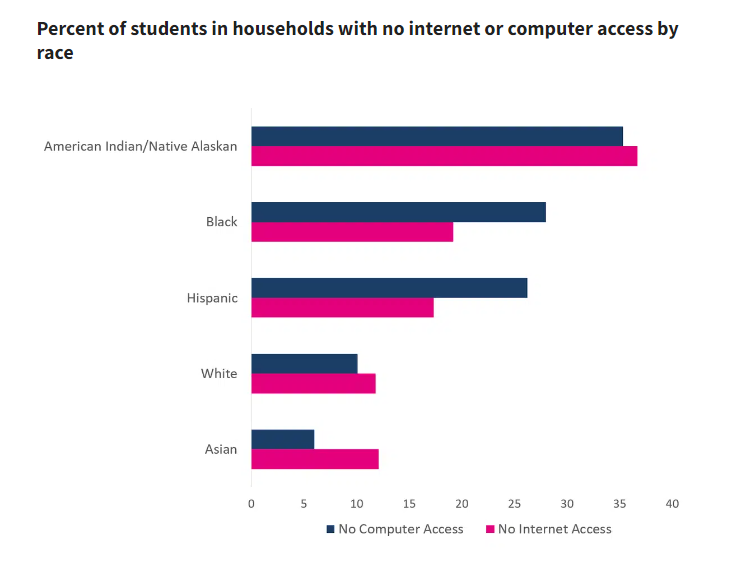 Percent of students in households with no internet or computer access by
race
American Indian/Native Alaskan
Black
Hispanic
White
Asian
0 5 10 15 20 25 30 35 40
No Computer Access No Internet Access